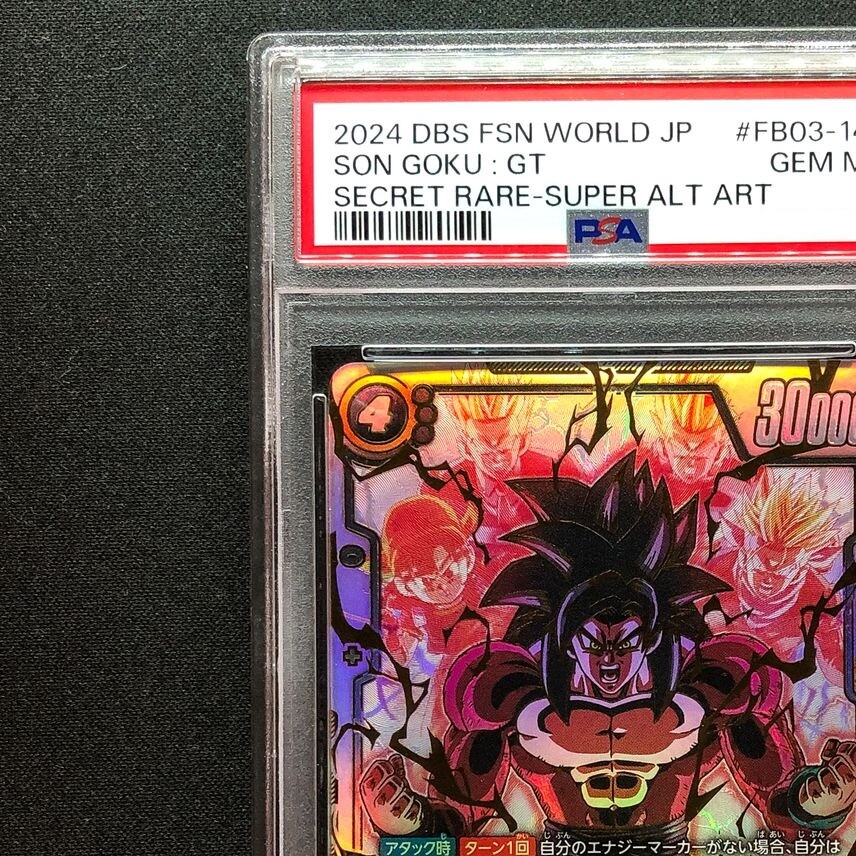 2024 DBS FSN WORLD JP #FB03-14
SON GOKU : GT GEM M
SECRET RARE-SUPER ALT ART
PSA
4
30000
アタック時 ターン1回 自分のエナジーマーカーがない場合、自分は